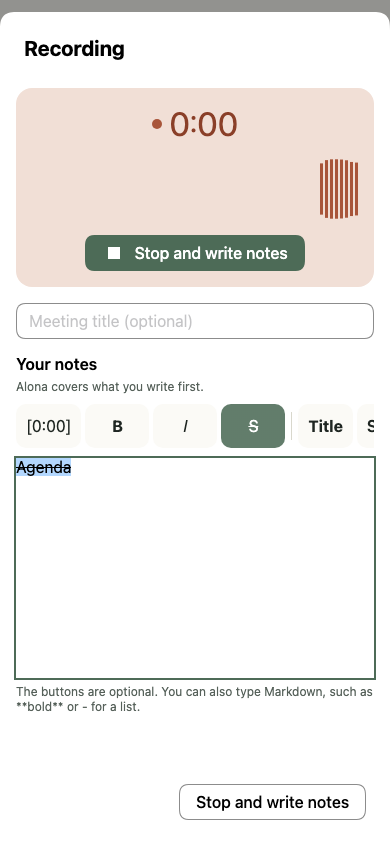 Recording
0:00
Stop and write notes
Meeting title (optional)
Your notes
Alona covers what you write first.
[0:00] B I S Title S
Agenda
The buttons are optional. You can also type Markdown, such as
**bold** or - for a list.
Stop and write notes